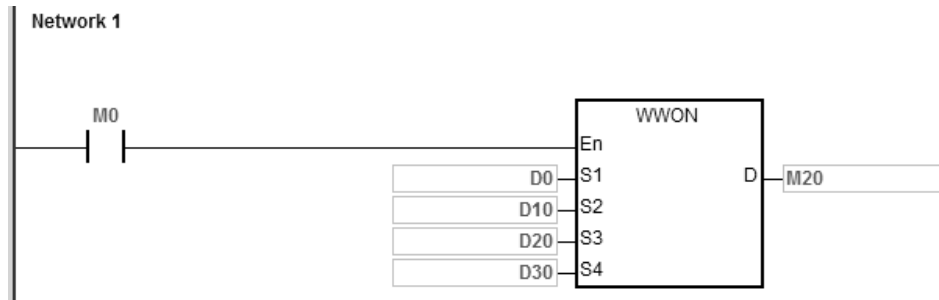 Network 1
M0
WWON
En
D0 S1 D M20
D10 S2
D20 S3
D30 S4